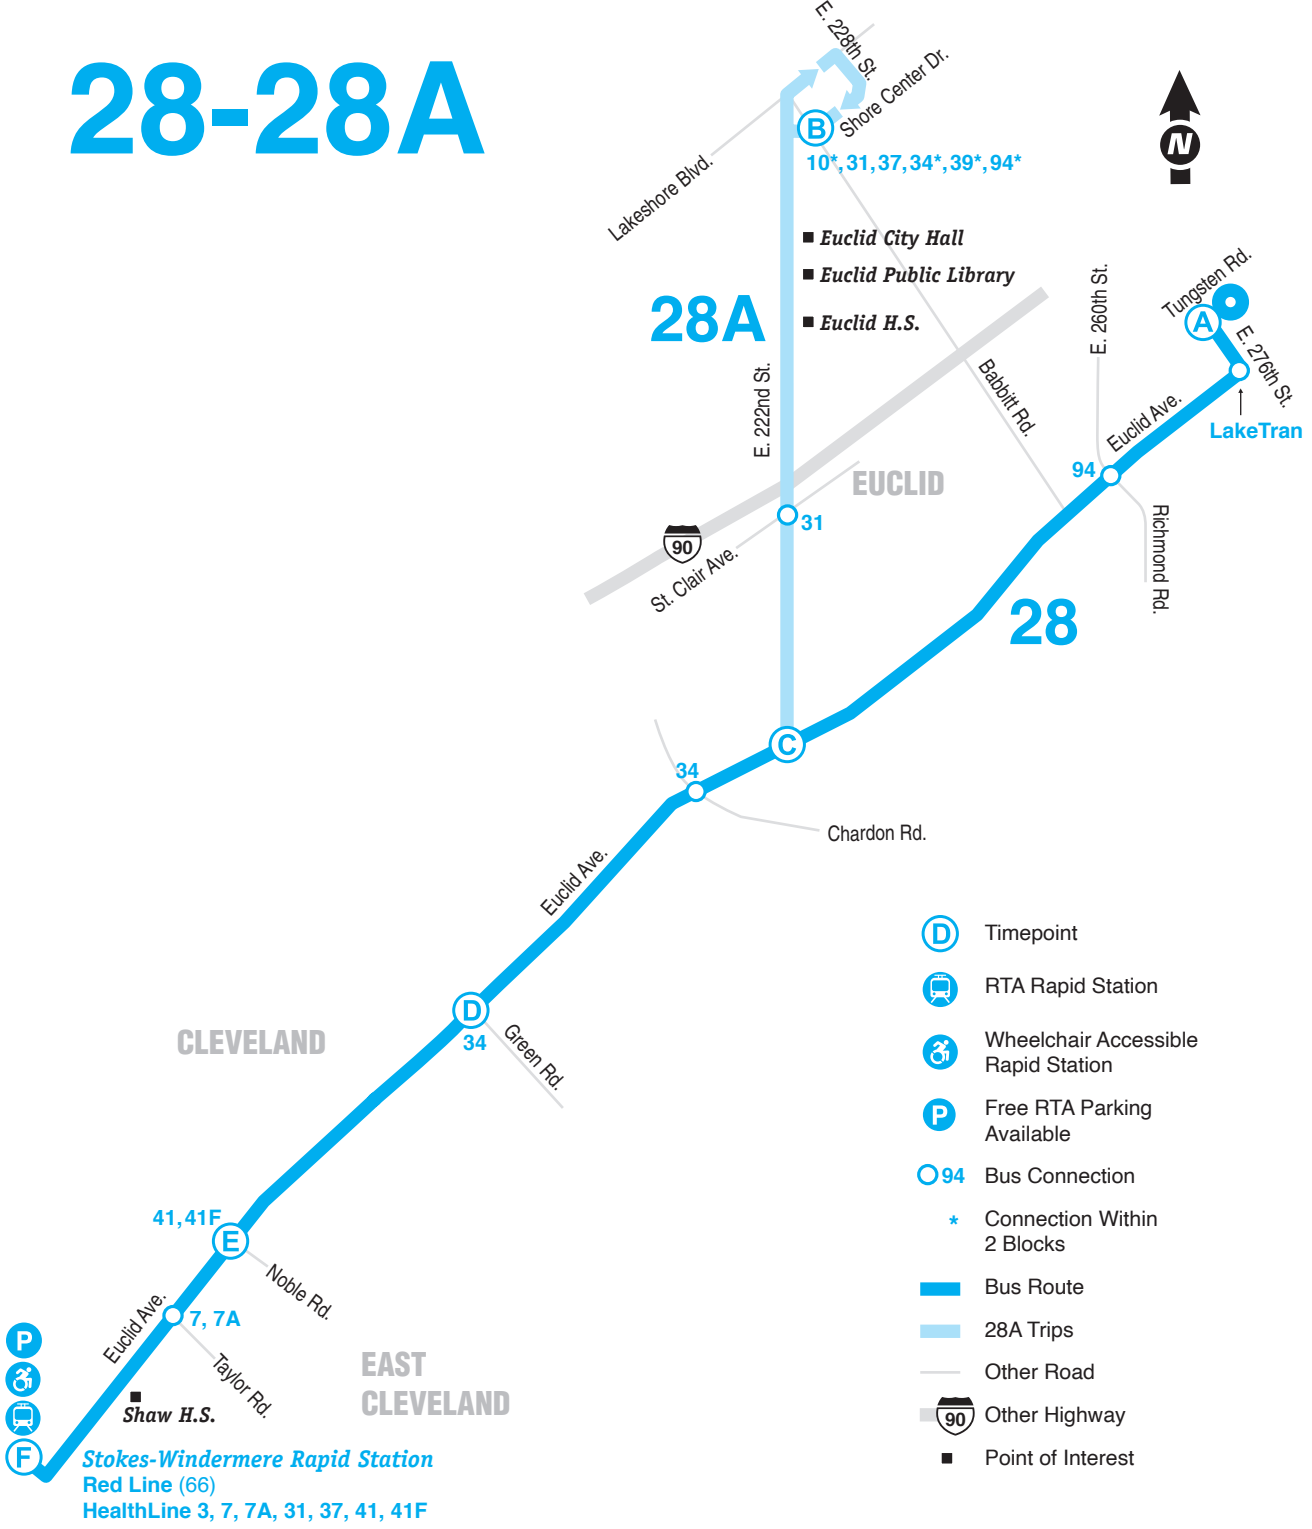 28-28A
E. 228th St.
Shore Center Dr.
B
N
Lakeshore Blvd.
10*, 31, 37, 34*, 39*, 94*
Euclid City Hall
Euclid Public Library
Euclid H.S.
28A
E. 222nd St.
Babbitt Rd.
E. 260th St.
Tungsten Rd.
A
E. 276th St.
LakeTran
Euclid Ave.
94
Richmond Rd.
EUCLID
31
90
St. Clair Ave.
28
C
34
Chardon Rd.
Euclid Ave.
D
34
Green Rd.
CLEVELAND
41, 41F
E
Noble Rd.
Euclid Ave.
7, 7A
Taylor Rd.
EAST
CLEVELAND
Shaw H.S.
P
F
Stokes-Windermere Rapid Station
Red Line (66)
HealthLine 3, 7, 7A, 31, 37, 41, 41F
D Timepoint
RTA Rapid Station
Wheelchair Accessible
Rapid Station
P Free RTA Parking
Available
94 Bus Connection
* Connection Within
2 Blocks
Bus Route
28A Trips
Other Road
90 Other Highway
Point of Interest